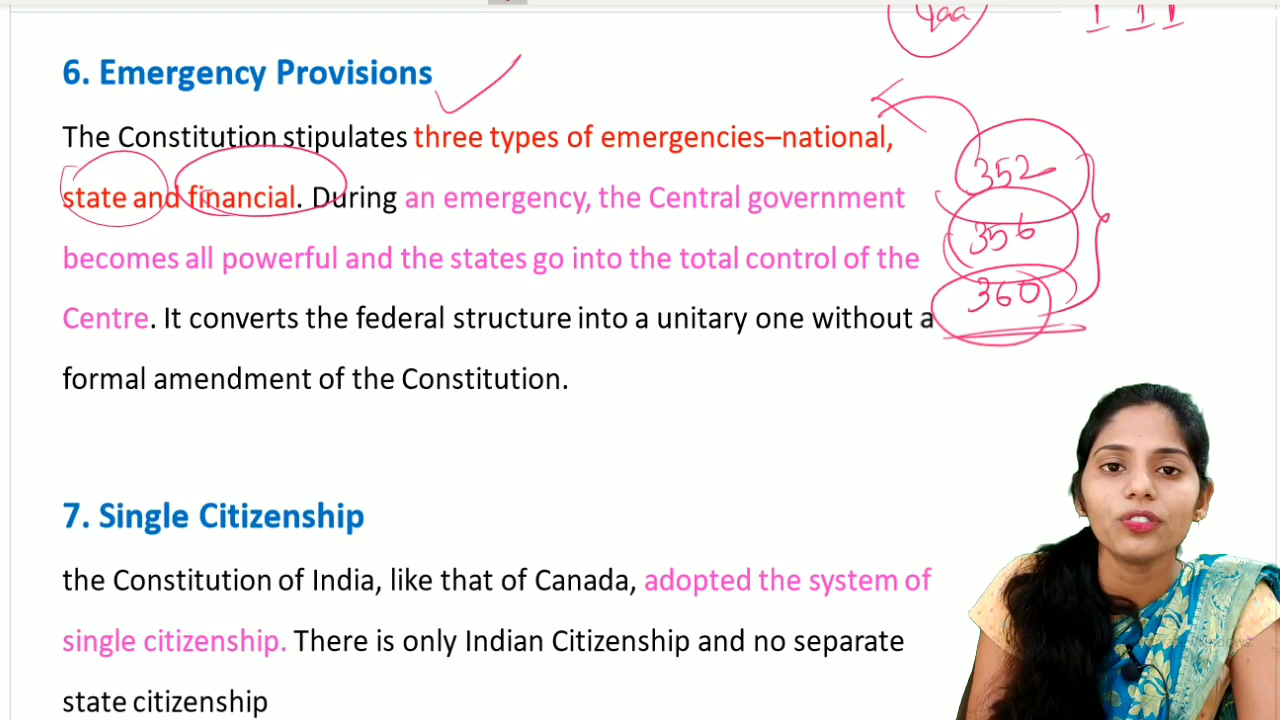 6. Emergency Provisions
The Constitution stipulates three types of emergencies–national,
state and financial. During an emergency, the Central government
becomes all powerful and the states go into the total control of the
Centre. It converts the federal structure into a unitary one without a
formal amendment of the Constitution.
352
356
360
7. Single Citizenship
the Constitution of India, like that of Canada, adopted the system of
single citizenship. There is only Indian Citizenship and no separate
state citizenship